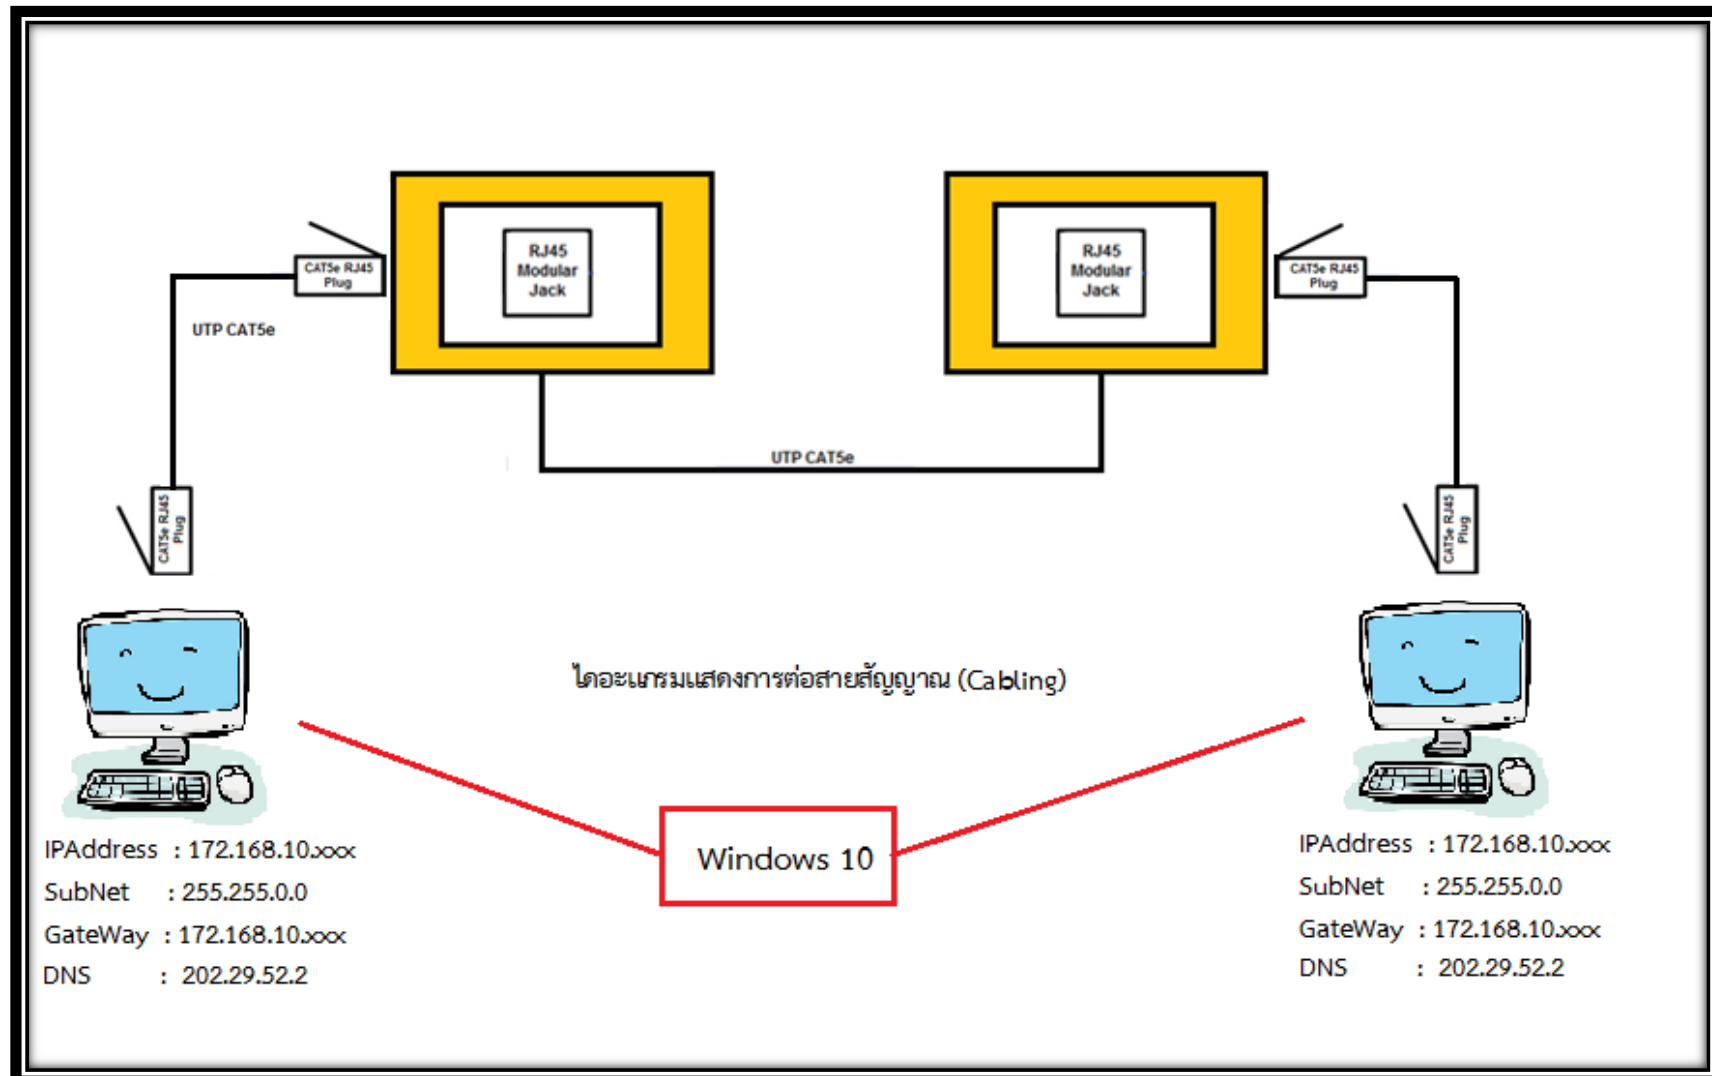 RJ45
Modular
Jack
RJ45
Modular
Jack
CAT5e RJ45
Plug
CAT5e RJ45
Plug
UTP CAT5e
UTP CAT5e
CAT5e RJ45
Plug
CAT5e RJ45
Plug
ไดอะแกรมแสดงการต่อสายสัญญาณ (Cabling)
Windows 10
IPAddress : 172.168.10.xxx
SubNet : 255.255.0.0
GateWay : 172.168.10.xxx
DNS : 202.29.52.2
IPAddress : 172.168.10.xxx
SubNet : 255.255.0.0
GateWay : 172.168.10.xxx
DNS : 202.29.52.2